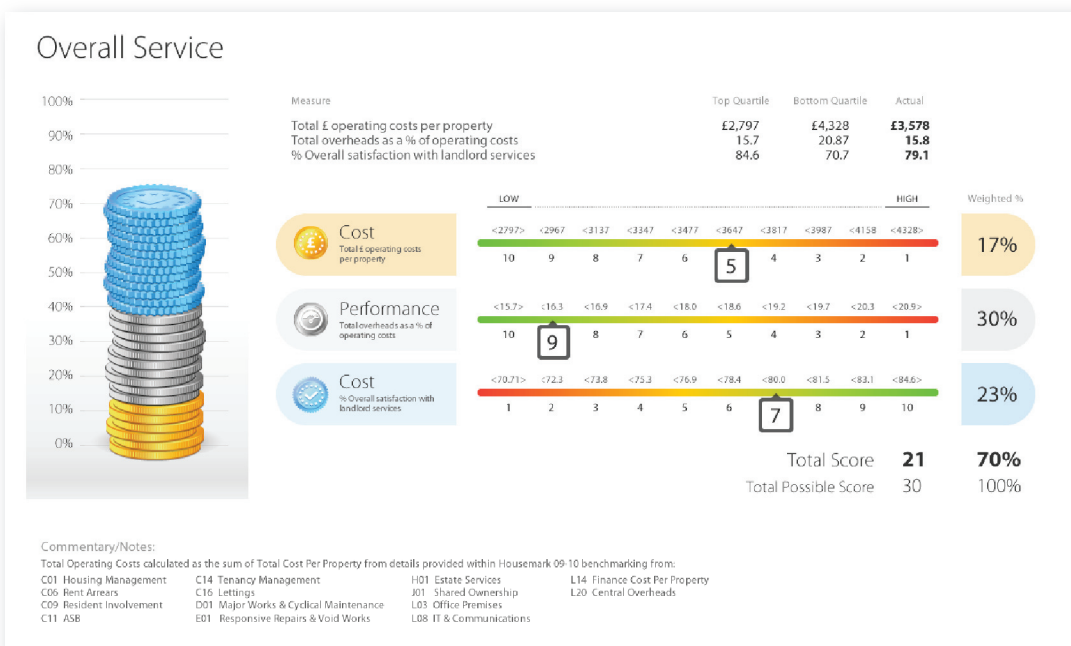 Overall Service
100%
90%
80%
70%
60%
50%
40%
30%
20%
10%
0%
Measure Top Quartile Bottom Quartile Actual
Total £ operating costs per property £2,797 £4,328 £3,578
Total overheads as a % of operating costs 15.7 20.87 15.8
% Overall satisfaction with landlord services 84.6 70.7 79.1
LOW HIGH Weighted %
Cost
Total £ operating costs
per property
<2797> <2967 <3137 <3347 <3477 <3647 <3817 <3987 <4158 <4328>
10 9 8 7 6 5 4 3 2 1
17%
Performance
Total overheads as a % of
operating costs
<15.7> <16.3 <16.9 <17.4 <18.0 <18.6 <19.2 <19.7 <20.3 <20.9>
10 9 8 7 6 5 4 3 2 1
30%
Cost
% Overall satisfaction with
landlord services
<70.71> <72.3 <73.8 <75.3 <76.9 <78.4 <80.0 <81.5 <83.1 <84.6>
1 2 3 4 5 6 7 8 9 10
23%
Total Score 21 70%
Total Possible Score 30 100%
Commentary/Notes:
Total Operating Costs calculated as the sum of Total Cost Per Property from details provided within Housemark 09-10 benchmarking from:
C01 Housing Management C14 Tenancy Management H01 Estate Services L14 Finance Cost Per Property
C06 Rent Arrears C16 Lettings J01 Shared Ownership L20 Central Overheads
C09 Resident Involvement D01 Major Works & Cyclical Maintenance L03 Office Premises
C11 ASB E01 Responsive Repairs & Void Works L08 IT & Communications